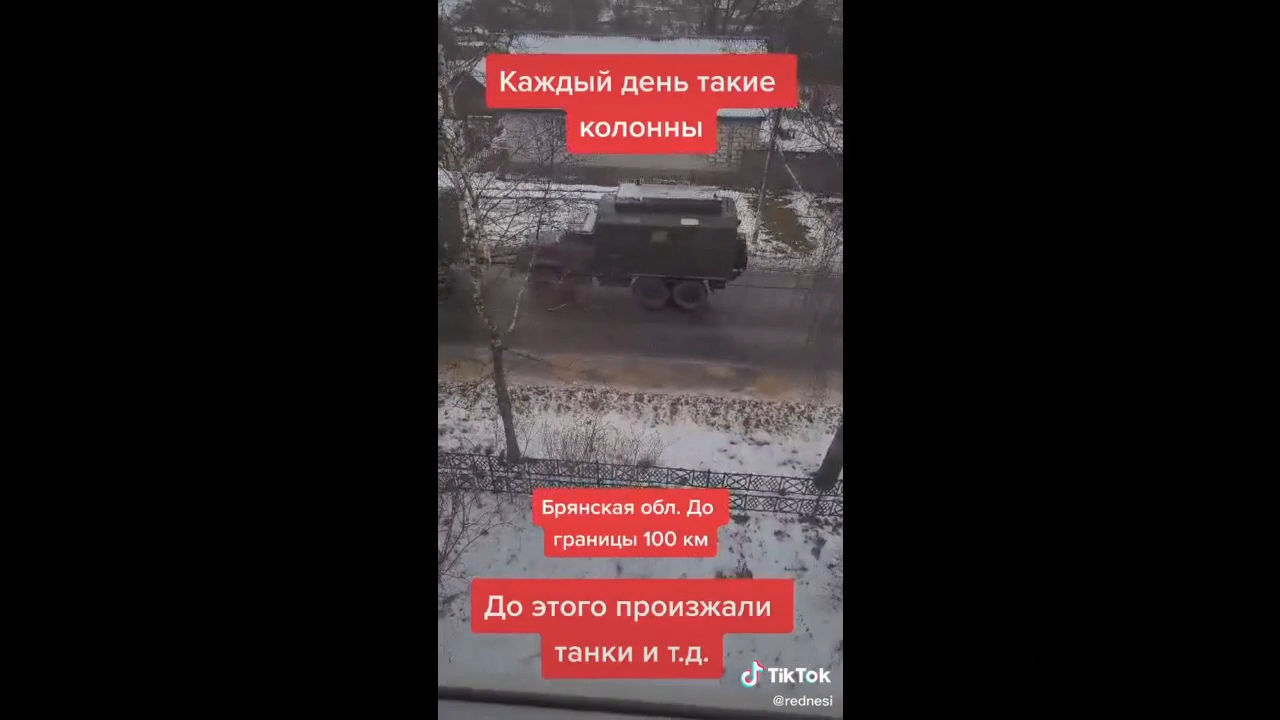 Каждый день такие
колонны
Брянская обл. До
границы 100 км
До этого произжали
танки и т.д.
TikTok
@rednesi